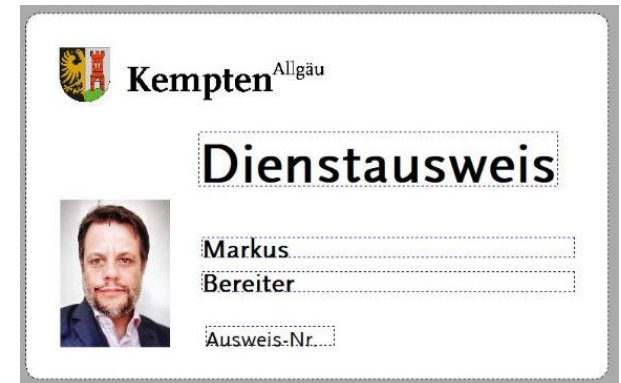 Kempten Allgäu
Dienstausweis
Markus
Bereiter
Ausweis-Nr.